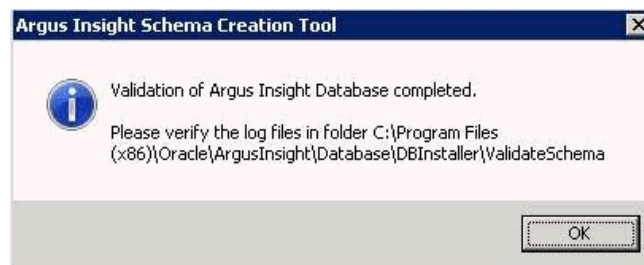 Argus Insight Schema Creation Tool
Validation of Argus Insight Database completed.
Please verify the log files in folder C:\Program Files
(x86)\Oracle\ArgusInsight\Database\DBInstaller\ValidateSchema
OK